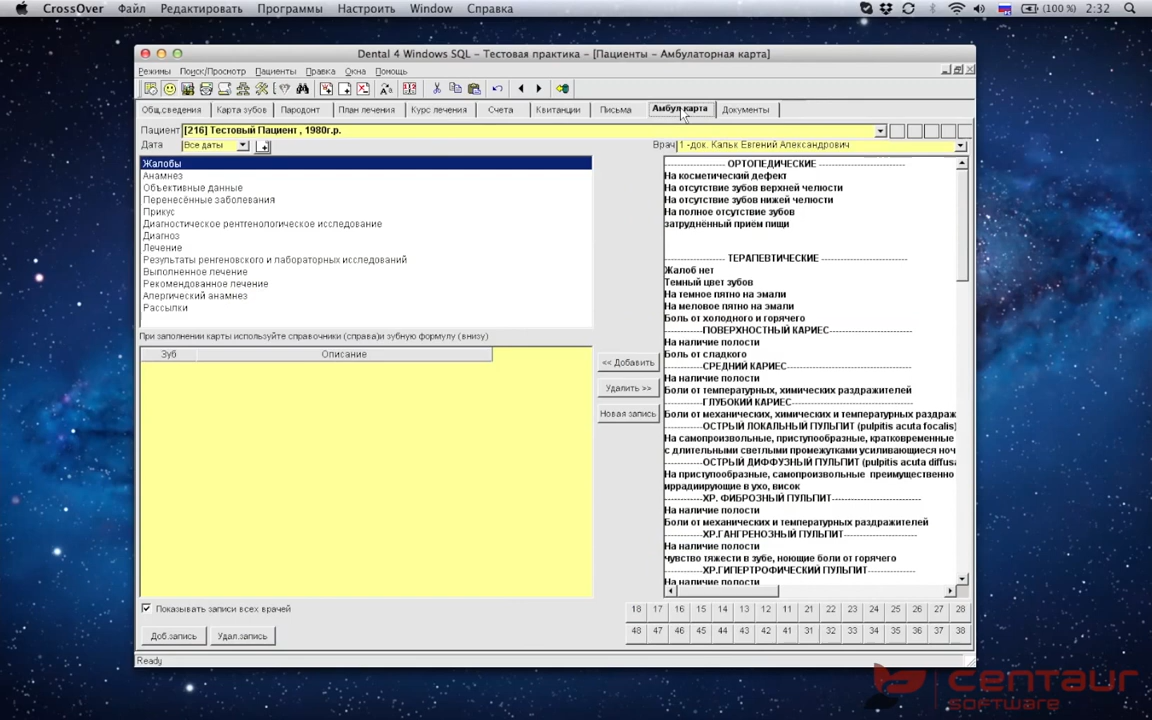 CrossOver Файл Редактировать Программы Настроить Window Справка (100 %) 2:32
Dental 4 Windows SQL – Тестовая практика – [Пациенты – Амбулаторная карта]
Режимы Поиск/Просмотр Пациенты Правка Окна Помощь
Общ.сведения Карта зубов Пародонт План лечения Курс лечения Счета Квитанции Письма Амбул.карта Документы
Пациент [216] Тестовый Пациент , 1980г.р.
Дата Все даты Врач 1 -док. Кальк Евгений Александрович
Жалобы
Анамнез
Объективные данные
Перенесённые заболевания
Прикус
Диагностическое рентгенологическое исследование
Диагноз
Лечение
Результаты ренгеновского и лабораторных исследований
Выполненное лечение
Рекомендованное лечение
Алергический анамнез
Рассылки
При заполнении карты используйте справочники (справа)и зубную формулу (внизу)
Зуб Описание
<< Добавить
Удалить >>
Новая запись
------------------- ОРТОПЕДИЧЕСКИЕ --------------------
На косметический дефект
На отсутствие зубов верхней челюсти
На отсутствие зубов нижей челюсти
На полное отсутствие зубов
затруднённый приём пищи
------------------- ТЕРАПЕВТИЧЕСКИЕ --------------------
Жалоб нет
Темный цвет зубов
На темное пятно на эмали
На меловое пятно на эмали
Боль от холодного и горячего
------------ПОВЕРХНОСТНЫЙ КАРИЕС-------------------
На наличие полости
Боль от сладкого
------------СРЕДНИЙ КАРИЕС-------------------
На наличие полости
Боли от температурных, химических раздражителей
------------ГЛУБОКИЙ КАРИЕС-------------------
Боли от механических, химических и температурных раздраж
------------ОСТРЫЙ ЛОКАЛЬНЫЙ ПУЛЬПИТ (pulpitis acuta focalis)
На самопроизвольные, приступообразные, кратковременные
с длительными светлыми промежутками усиливающиеся ноч
------------ОСТРЫЙ ДИФФУЗНЫЙ ПУЛЬПИТ (pulpitis acuta diffusa
На приступообразные, самопроизвольные преимущественно
иррадиирующие в ухо, висок
------------ХР. ФИБРОЗНЫЙ ПУЛЬПИТ-------------------
На наличие полости
Боли от механических и температурных раздражителей
------------ХР.ГАНГРЕНОЗНЫЙ ПУЛЬПИТ-------------------
На наличие полости
чувство тяжести в зубе, ноющие боли от горячего
------------ХР.ГИПЕРТРОФИЧЕСКИЙ ПУЛЬПИТ---------------
На наличие полости
Показывать записи всех врачей
18 17 16 15 14 13 12 11 21 22 23 24 25 26 27 28
48 47 46 45 44 43 42 41 31 32 33 34 35 36 37 38
Доб.запись Удал.запись
Ready
centaur
software